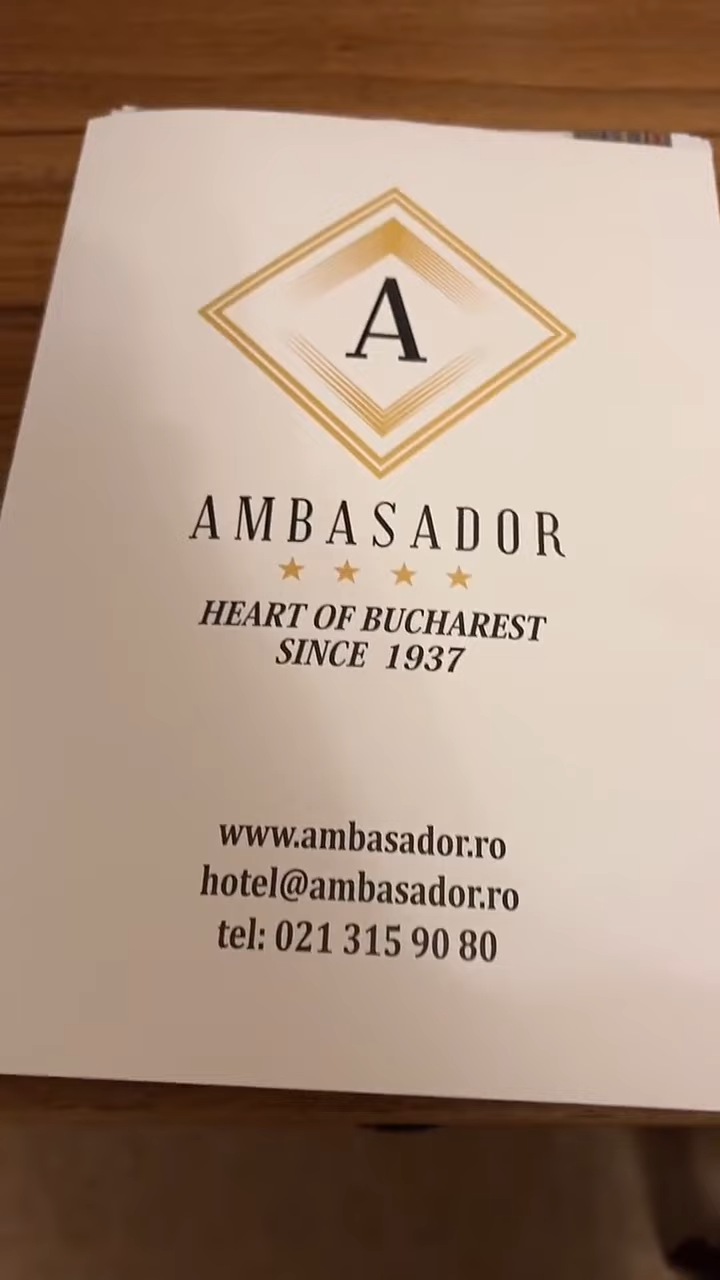 A
AMBASADOR
HEART OF BUCHAREST
SINCE 1937
www.ambasador.ro
hotel@ambasador.ro
tel: 021 315 90 80